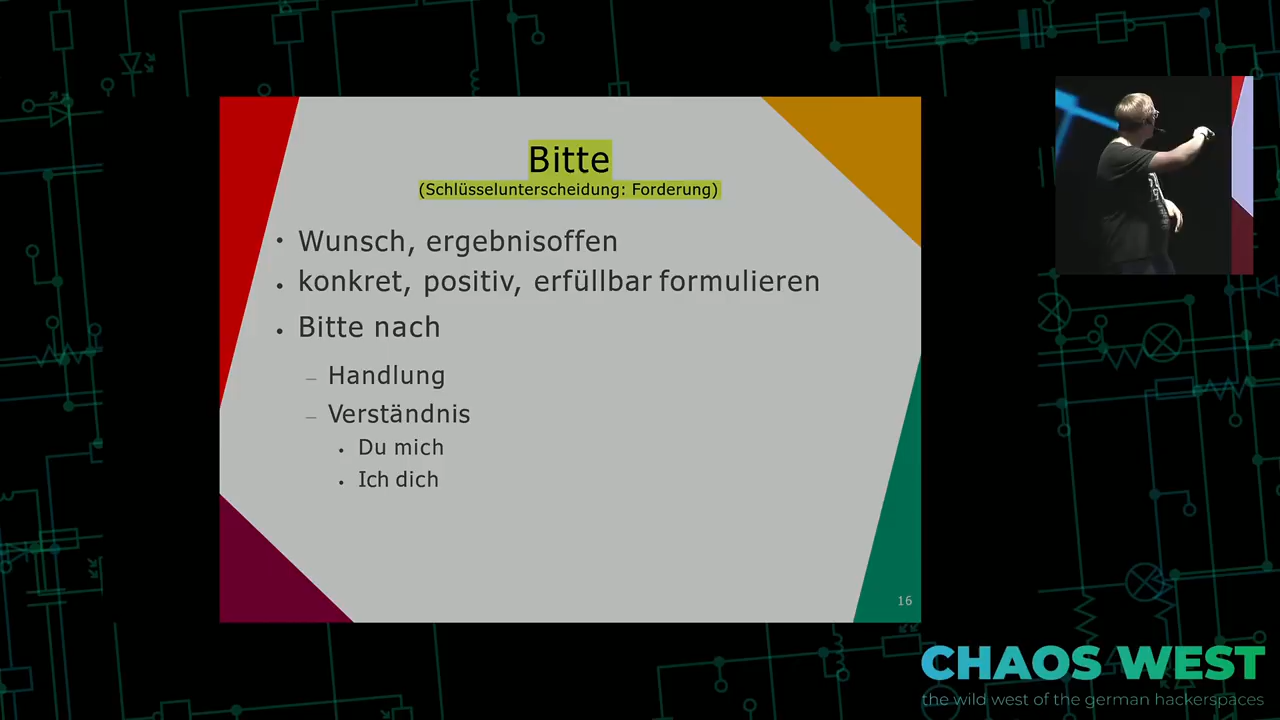 Bitte
(Schlüsselunterscheidung: Forderung)
• Wunsch, ergebnisoffen
• konkret, positiv, erfüllbar formulieren
• Bitte nach
– Handlung
– Verständnis
• Du mich
• Ich dich
16
CHAOS WEST
the wild west of the german hackerspaces